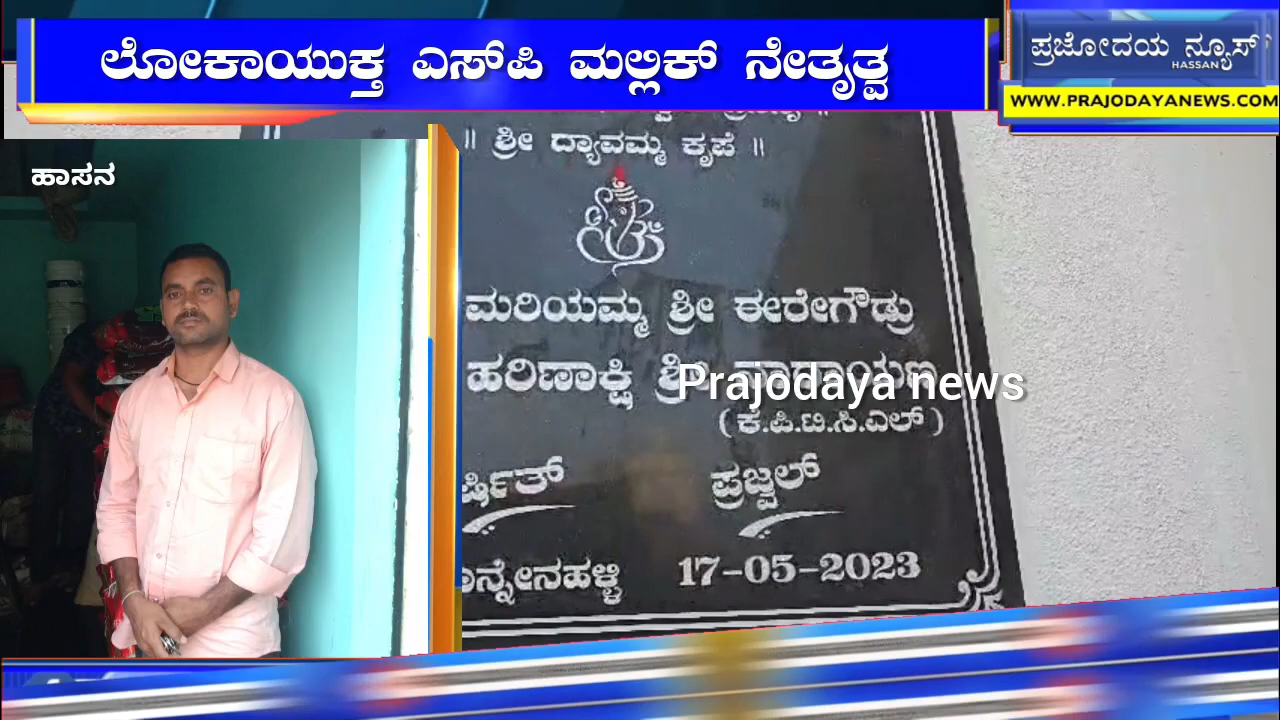 ಲೋಕಾಯುಕ್ತ ಎಸ್‌ಪಿ ಮಲ್ಲಿಕ್ ನೇತೃತ್ವ
ಪ್ರಜೋದಯ ನ್ಯೂಸ್
HASSAN
WWW.PRAJODAYANEWS.COM
ಹಾಸನ
॥ ಶ್ರೀ ದ್ಯಾವಮ್ಮ ಕೃಪೆ ॥
ಮರಿಯಮ್ಮ ಶ್ರೀ ಈರೇಗೌಡ್ರು
ಹರಿಣಾಕ್ಷಿ ಶ್ರೀ ನಾರಾಯಣ
Prajodaya news
(ಕೆ.ಪಿ.ಟಿ.ಸಿ.ಎಲ್)
ಪ್ರಜ್ವಲ್
17-05-2023